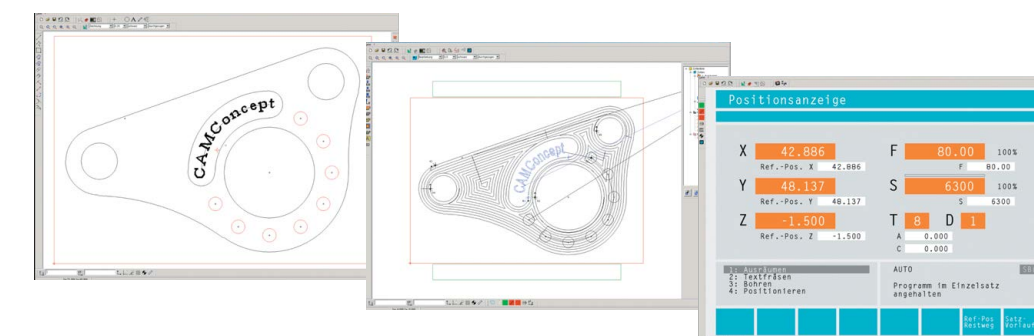 CAMConcept
CAMConcept
Positionsanzeige
X 42.886 F 80.00 100%
Ref.-Pos. X 42.886 F 80.00
Y 48.137 S 6300 100%
Ref.-Pos. Y 48.137 S 6300
Z -1.500 T 8 D 1
Ref.-Pos. Z -1.500 A 0.000
C 0.000
1: Ausräumen AUTO
2: Textfräsen
3: Bohren Programm im Einzelsatz
4: Positionieren angehalten
Ref-Pos Satz-
Restweg Vorlauf